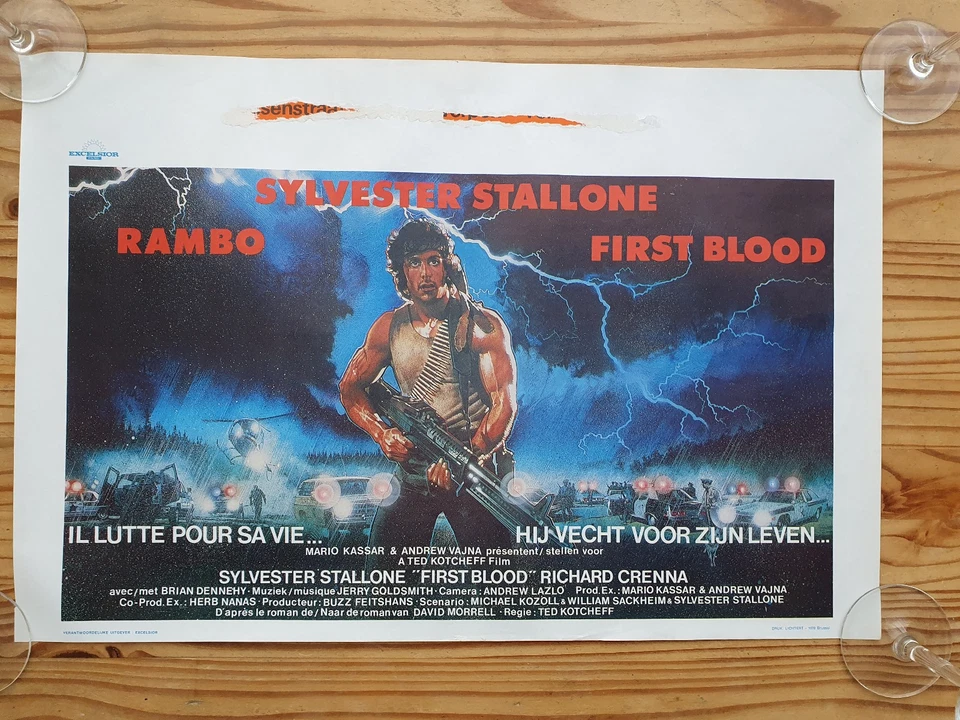 EXCELSIOR
SYLVESTER STALLONE
RAMBO
FIRST BLOOD
IL LUTTE POUR SA VIE...
HIJ VECHT VOOR ZIJN LEVEN...
MARIO KASSAR & ANDREW VAJNA présentent/stellen voor
A TED KOTCHEFF Film
SYLVESTER STALLONE "FIRST BLOOD" RICHARD CRENNA
avec/met BRIAN DENNEHY · Muziek/musique JERRY GOLDSMITH · Camera: ANDREW LAZLO Prod.Ex.: MARIO KASSAR & ANDREW VAJNA
Co-Prod.Ex.: HERB NANAS · Producteur: BUZZ FEITSHANS · Scenario: MICHAEL KOZOLL & WILLIAM SACKHEIM & SYLVESTER STALLONE
D'après le roman de/Naar de roman van DAVID MORRELL · Regie: TED KOTCHEFF
VERANTWOORDELIJKE UITGEVER EXCELSIOR